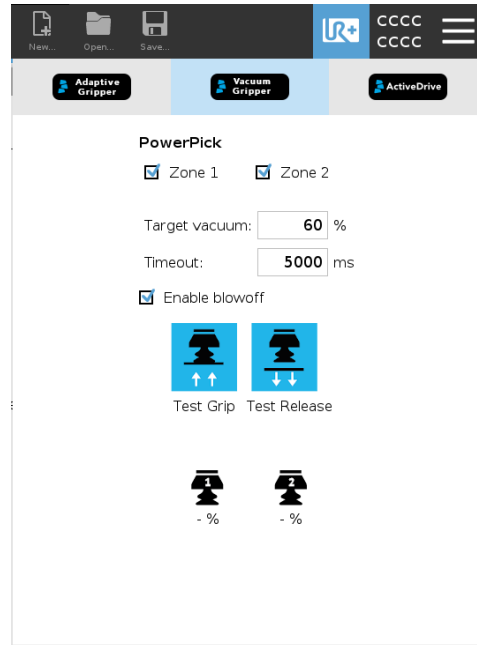 New... Open... Save...
R+
CCCC
CCCC
Adaptive
Gripper
Vacuum
Gripper
ActiveDrive
PowerPick
Zone 1 Zone 2
Target vacuum: 60 %
Timeout: 5000 ms
Enable blowoff
Test Grip Test Release
1 2
- % - %